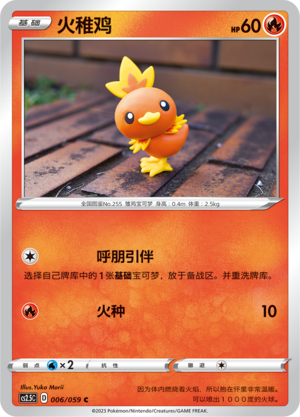 基础 火稚鸡 HP60
全国图鉴No.255 雏鸡宝可梦 身高:0.4m 体重:2.5kg
呼朋引伴
选择自己牌库中的1张基础宝可梦，放于备战区。并重洗牌库。
火种 10
弱点 ×2 抵抗力 撤退
Illus.Yuka Morii
CS2.5C D 006/059 C
因为体内燃烧着火焰，所以抱在怀里非常温暖。
可以喷出１０００度的火球。
©2023 Pokémon/Nintendo/Creatures/GAME FREAK.